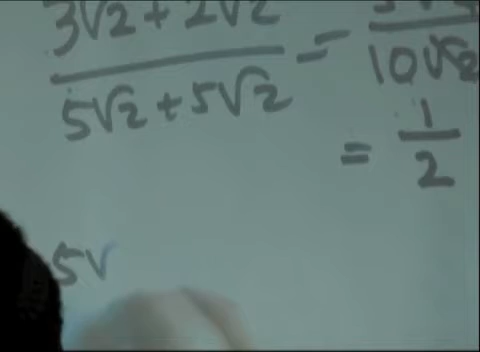 3√2 + 2√2 =
5√2 + 5√2 10√2
= 1
2
5√